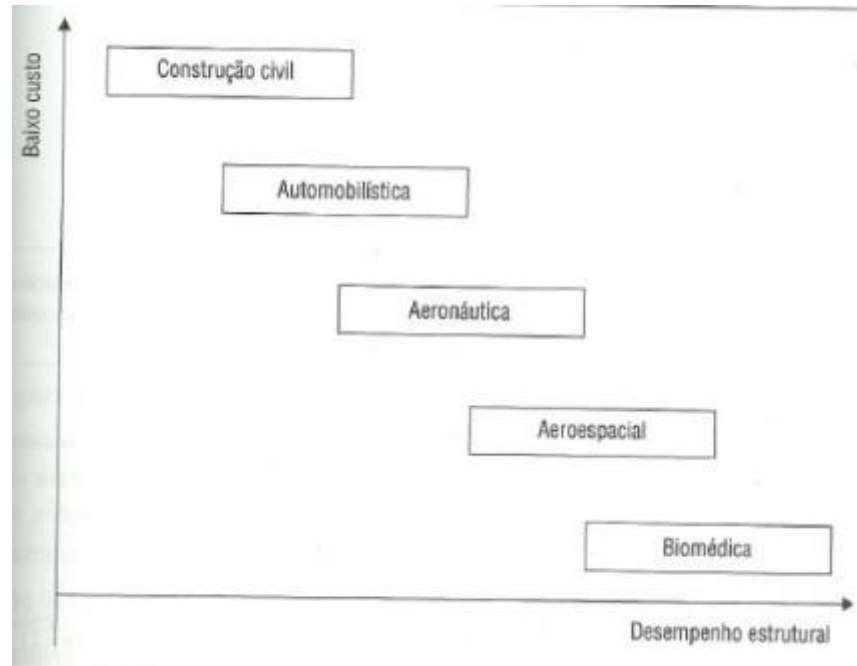 Baixo custo
Construção civil
Automobilística
Aeronáutica
Aeroespacial
Biomédica
Desempenho estrutural